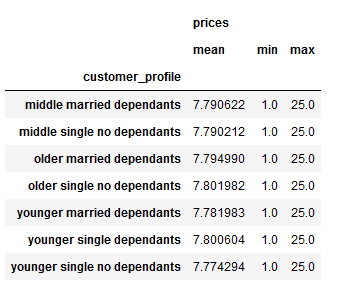 prices
mean min max
customer_profile
middle married dependants 7.790622 1.0 25.0
middle single no dependants 7.790212 1.0 25.0
older married dependants 7.794990 1.0 25.0
older single no dependants 7.801982 1.0 25.0
younger married dependants 7.781983 1.0 25.0
younger single dependants 7.800604 1.0 25.0
younger single no dependants 7.774294 1.0 25.0